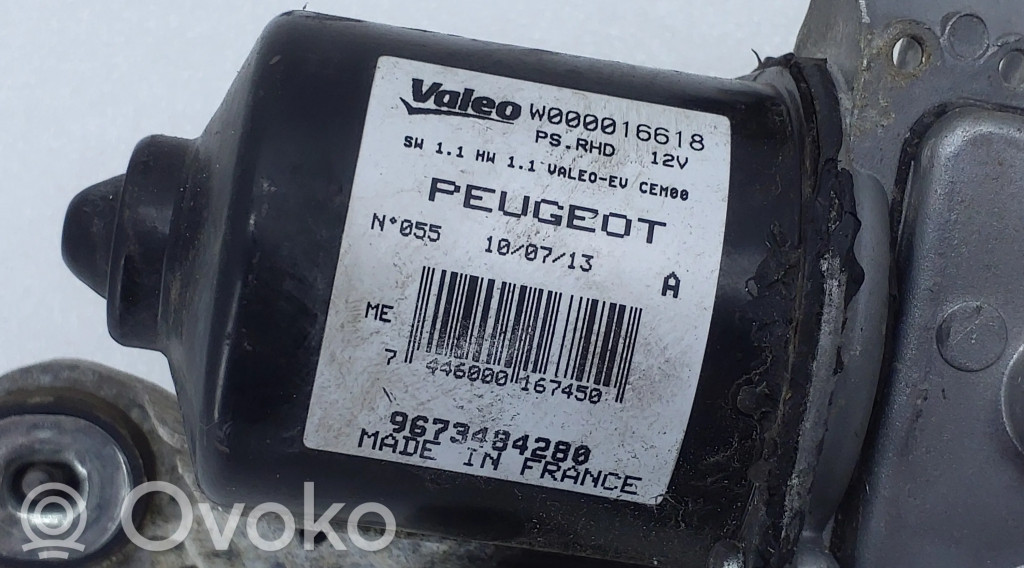 Valeo W000016618
PS.RHD 12V
SW 1.1 HW 1.1 VALEO-EV CEM00
PEUGEOT
N°055 10/07/13 A
ME
7 446000 167450
9673484280
MADE IN FRANCE
Ovoko